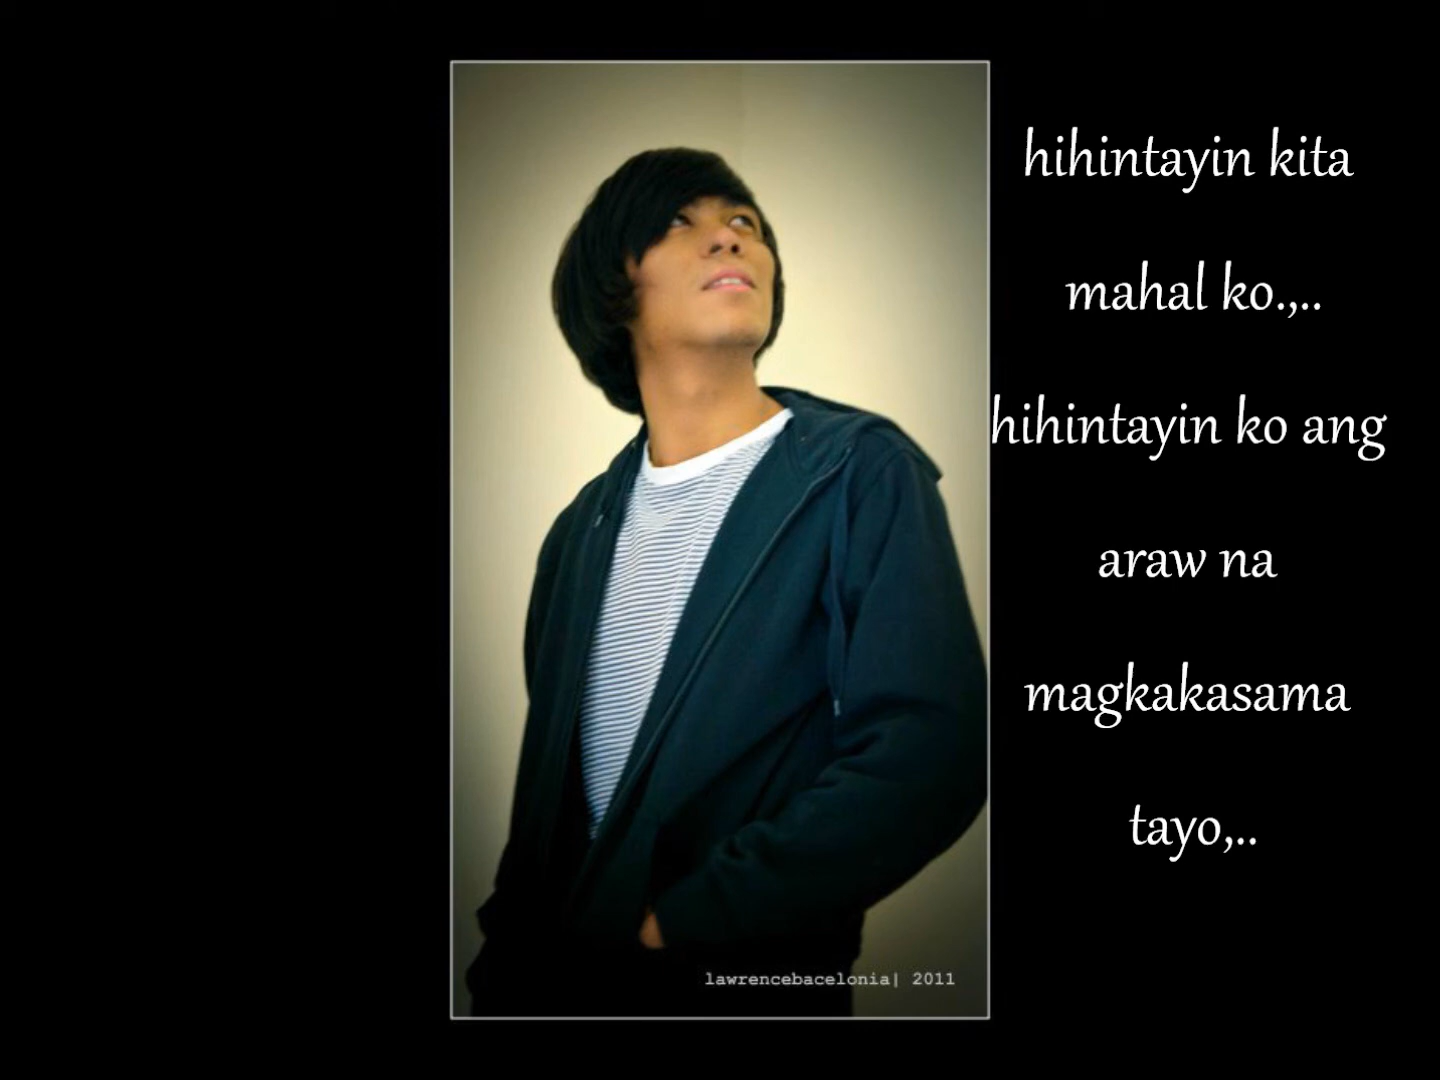 hihintayin kita
mahal ko.,..
hihintayin ko ang
araw na
magkakasama
tayo,..
lawrencebacelonia| 2011